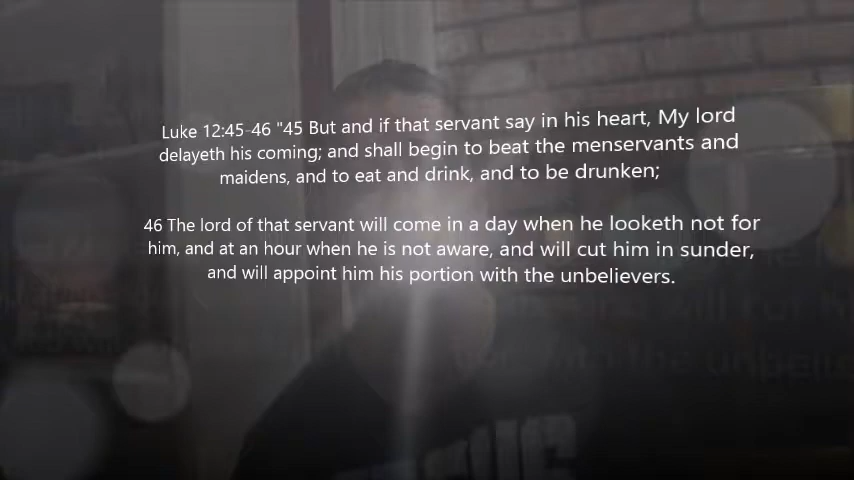 Luke 12:45-46 "45 But and if that servant say in his heart, My lord
delayeth his coming; and shall begin to beat the menservants and
maidens, and to eat and drink, and to be drunken;
46 The lord of that servant will come in a day when he looketh not for
him, and at an hour when he is not aware, and will cut him in sunder,
and will appoint him his portion with the unbelievers.